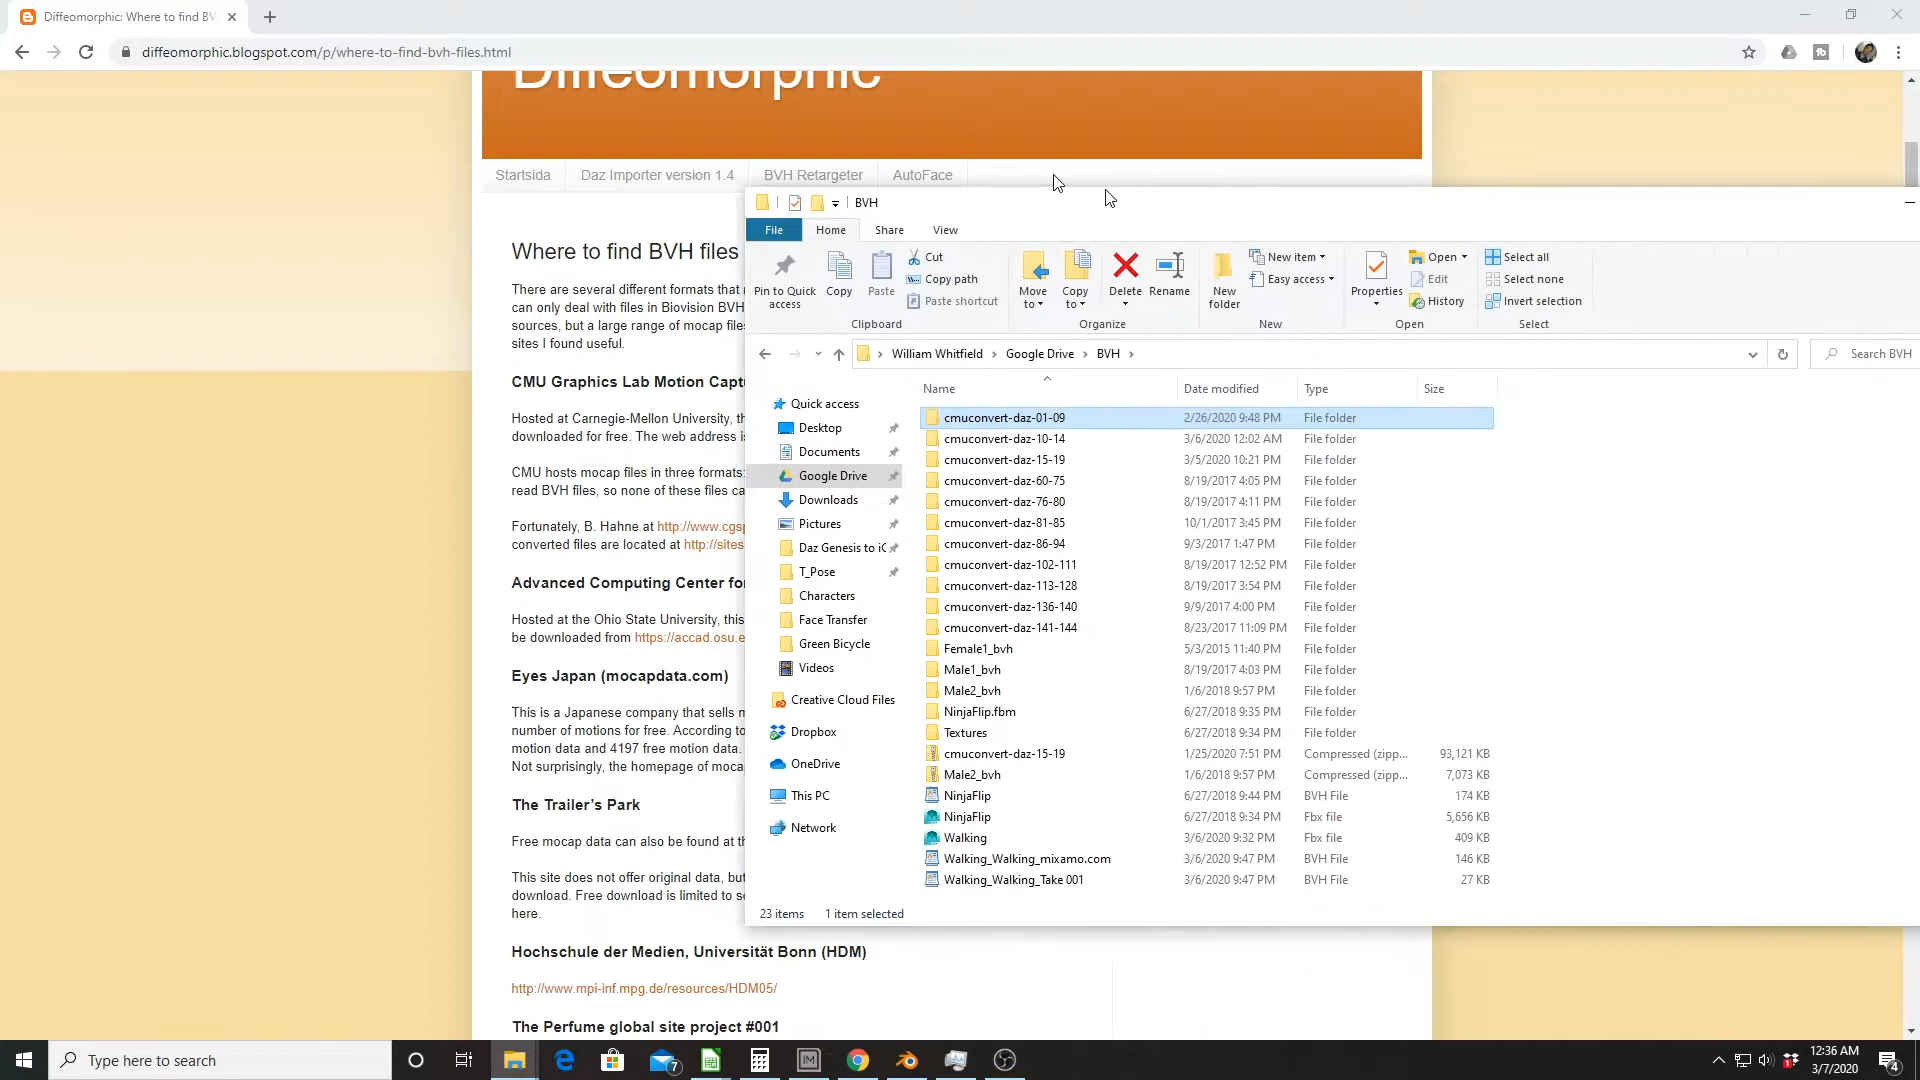 Diffeomorphic: Where to find BV
diffeomorphic.blogspot.com/p/where-to-find-bvh-files.html
Diffeomorphic
Startsida
Daz Importer version 1.4
BVH Retargeter
AutoFace
Where to find BVH files
There are several different formats that
can only deal with files in Biovision BVH
sources, but a large range of mocap files
sites I found useful.
CMU Graphics Lab Motion Captu
Hosted at Carnegie-Mellon University, th
downloaded for free. The web address is
CMU hosts mocap files in three formats:
read BVH files, so none of these files ca
Fortunately, B. Hahne at http://www.cgsp
converted files are located at http://sites
Advanced Computing Center for
Hosted at the Ohio State University, this
be downloaded from https://accad.osu.e
Eyes Japan (mocapdata.com)
This is a Japanese company that sells m
number of motions for free. According to
motion data and 4197 free motion data.
Not surprisingly, the homepage of moca
The Trailer's Park
Free mocap data can also be found at th
This site does not offer original data, but
download. Free download is limited to so
here.
Hochschule der Medien, Universität Bonn (HDM)
http://www.mpi-inf.mpg.de/resources/HDM05/
The Perfume global site project #001
BVH
File
Home
Share
View
Pin to Quick access
Copy
Paste
Cut
Copy path
Paste shortcut
Clipboard
Move to
Copy to
Delete
Rename
Organize
New folder
New item
Easy access
New
Properties
Open
Edit
History
Open
Select all
Select none
Invert selection
Select
William Whitfield > Google Drive > BVH >
Search BVH
Quick access
Desktop
Documents
Google Drive
Downloads
Pictures
Daz Genesis to iC
T_Pose
Characters
Face Transfer
Green Bicycle
Videos
Creative Cloud Files
Dropbox
OneDrive
This PC
Network
Name Date modified Type Size
cmuconvert-daz-01-09 2/26/2020 9:48 PM File folder
cmuconvert-daz-10-14 3/6/2020 12:02 AM File folder
cmuconvert-daz-15-19 3/5/2020 10:21 PM File folder
cmuconvert-daz-60-75 8/19/2017 4:05 PM File folder
cmuconvert-daz-76-80 8/19/2017 4:11 PM File folder
cmuconvert-daz-81-85 10/1/2017 3:45 PM File folder
cmuconvert-daz-86-94 9/3/2017 1:47 PM File folder
cmuconvert-daz-102-111 8/19/2017 12:52 PM File folder
cmuconvert-daz-113-128 8/19/2017 3:54 PM File folder
cmuconvert-daz-136-140 9/9/2017 4:00 PM File folder
cmuconvert-daz-141-144 8/23/2017 11:09 PM File folder
Female1_bvh 5/3/2015 11:40 PM File folder
Male1_bvh 8/19/2017 4:03 PM File folder
Male2_bvh 1/6/2018 9:57 PM File folder
NinjaFlip.fbm 6/27/2018 9:35 PM File folder
Textures 6/27/2018 9:34 PM File folder
cmuconvert-daz-15-19 1/25/2020 7:51 PM Compressed (zipp... 93,121 KB
Male2_bvh 1/6/2018 9:57 PM Compressed (zipp... 7,073 KB
NinjaFlip 6/27/2018 9:44 PM BVH File 174 KB
NinjaFlip 6/27/2018 9:34 PM Fbx file 5,656 KB
Walking 3/6/2020 9:32 PM Fbx file 409 KB
Walking_Walking_mixamo.com 3/6/2020 9:47 PM BVH File 146 KB
Walking_Walking_Take 001 3/6/2020 9:47 PM BVH File 27 KB
23 items 1 item selected
Type here to search
7
12:36 AM
3/7/2020
4